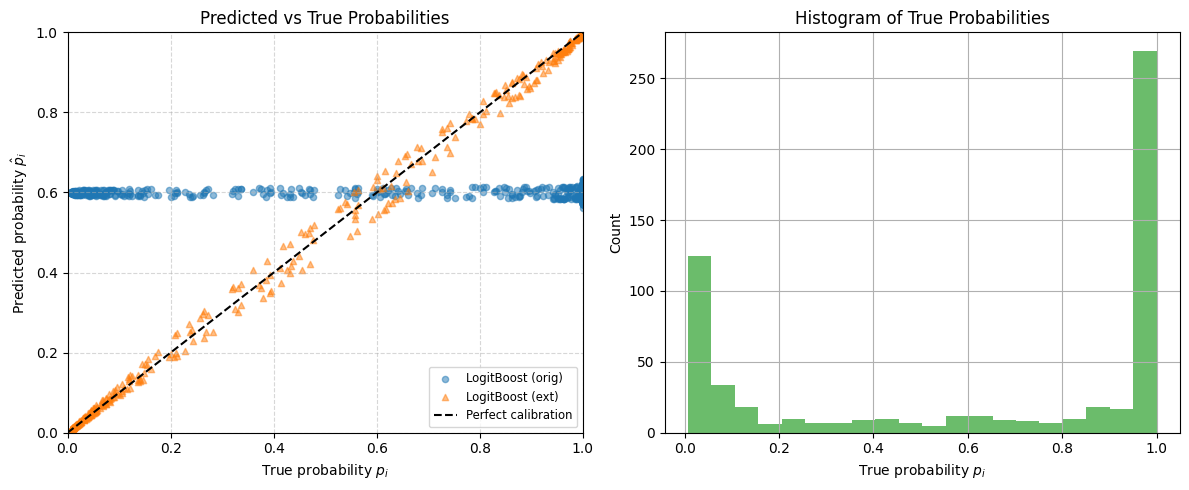 Predicted vs True Probabilities
1.0
0.8
0.6
0.4
0.2
0.0
Predicted probability p̂ᵢ
0.0 0.2 0.4 0.6 0.8 1.0
True probability pᵢ
LogitBoost (orig)
LogitBoost (ext)
Perfect calibration
Histogram of True Probabilities
250
200
150
100
50
0
Count
0.0 0.2 0.4 0.6 0.8 1.0
True probability pᵢ